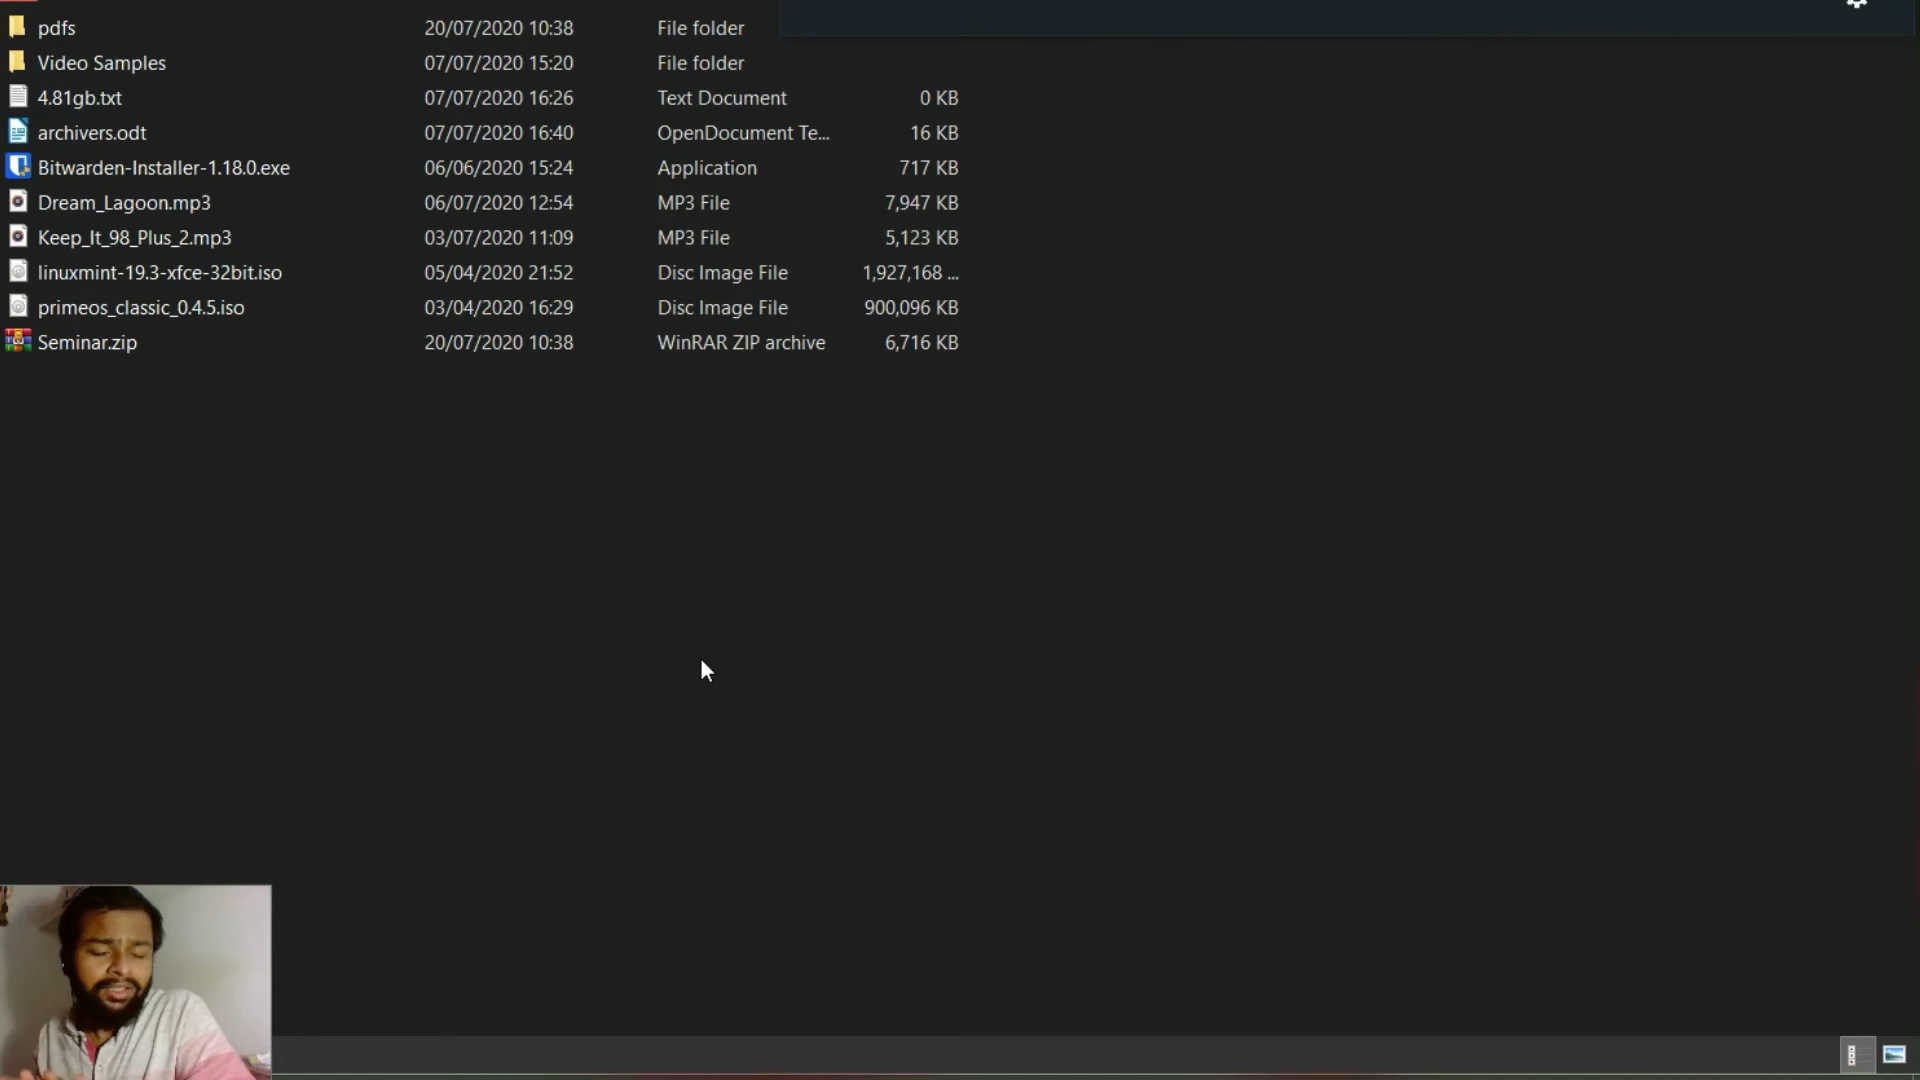 pdfs 20/07/2020 10:38 File folder
Video Samples 07/07/2020 15:20 File folder
4.81gb.txt 07/07/2020 16:26 Text Document 0 KB
archivers.odt 07/07/2020 16:40 OpenDocument Te... 16 KB
Bitwarden-Installer-1.18.0.exe 06/06/2020 15:24 Application 717 KB
Dream_Lagoon.mp3 06/07/2020 12:54 MP3 File 7,947 KB
Keep_It_98_Plus_2.mp3 03/07/2020 11:09 MP3 File 5,123 KB
linuxmint-19.3-xfce-32bit.iso 05/04/2020 21:52 Disc Image File 1,927,168 ...
primeos_classic_0.4.5.iso 03/04/2020 16:29 Disc Image File 900,096 KB
Seminar.zip 20/07/2020 10:38 WinRAR ZIP archive 6,716 KB